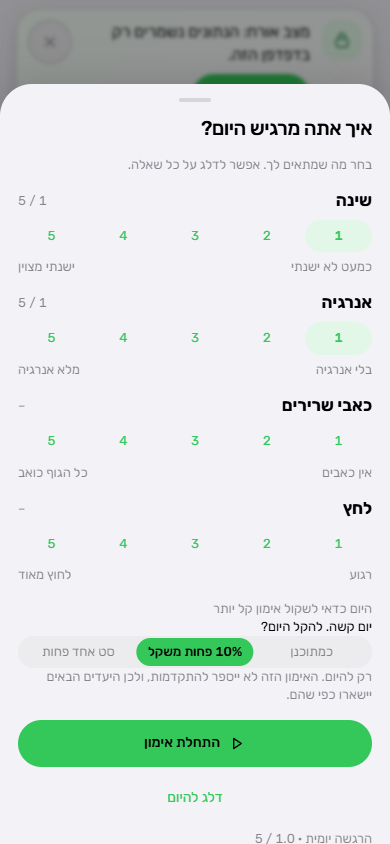 מצב אורח: הנתונים נשמרים רק
בדפדפן הזה.
איך אתה מרגיש היום?
בחר מה שמתאים לך. אפשר לדלג על כל שאלה.
שינה
5 / 1
1 2 3 4 5
כמעט לא ישנתי
ישנתי מצוין
אנרגיה
5 / 1
1 2 3 4 5
בלי אנרגיה
מלא אנרגיה
כאבי שרירים
–
1 2 3 4 5
אין כאבים
כל הגוף כואב
לחץ
–
1 2 3 4 5
רגוע
לחוץ מאוד
היום כדאי לשקול אימון קל יותר
יום קשה. להקל היום?
כמתוכנן
10% פחות משקל
סט אחד פחות
רק להיום. האימון הזה לא ייספר להתקדמות, ולכן היעדים הבאים
יישארו כפי שהם.
התחלת אימון
דלג להיום
הרגשה יומית • 1.0 / 5